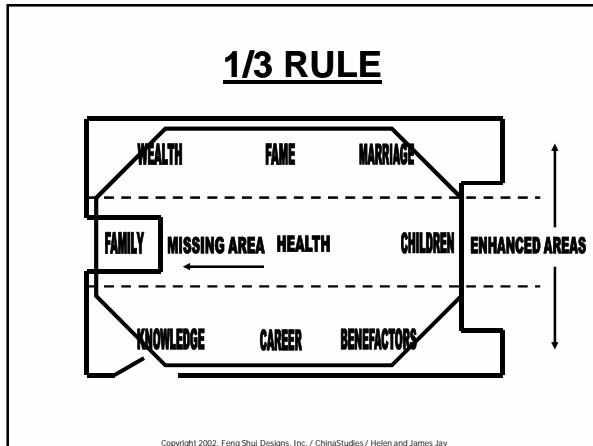 1/3 RULE
WEALTH FAME MARRIAGE
FAMILY MISSING AREA HEALTH CHILDREN ENHANCED AREAS
KNOWLEDGE CAREER BENEFACTORS
Copyright 2002, Feng Shui Designs, Inc. / ChinaStudies / Helen and James Jay